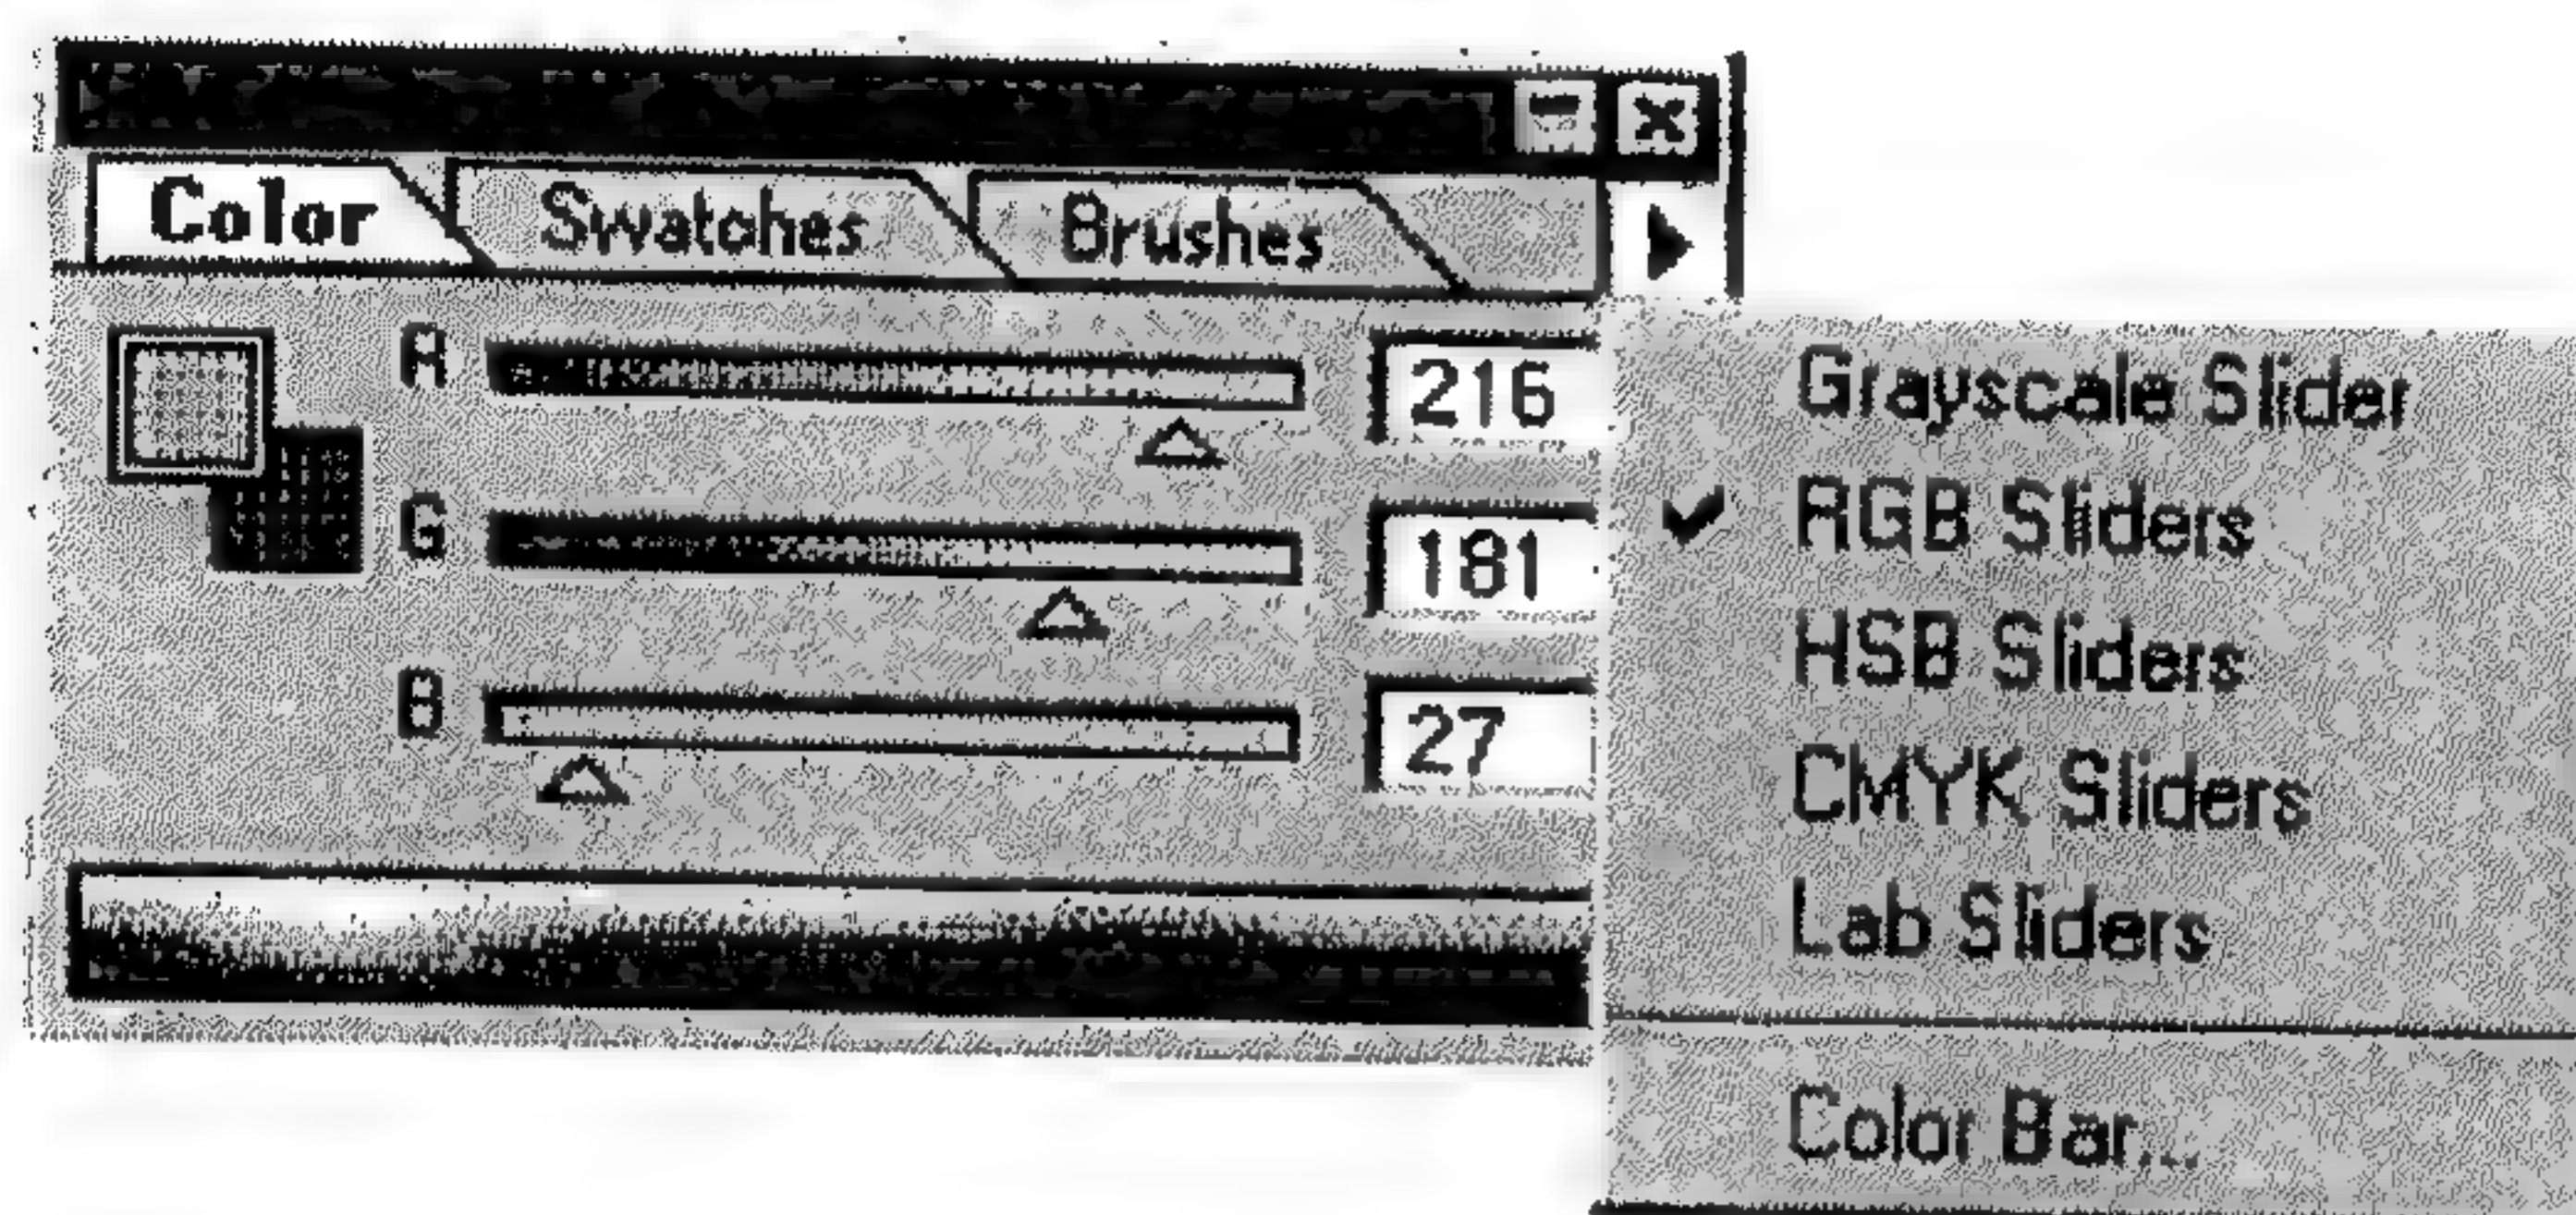 Color Swatches Brushes
R 216
G 181
B 27
Grayscale Slider
✔ RGB Sliders
HSB Sliders
CMYK Sliders
Lab Sliders
Color Bar...